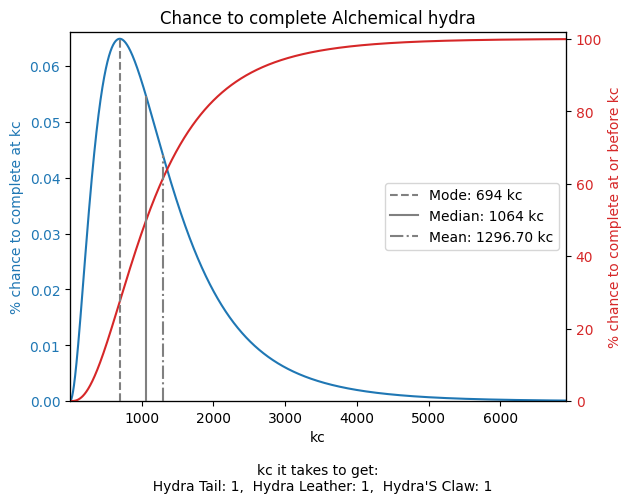 Chance to complete Alchemical hydra
% chance to complete at kc
0.06
0.05
0.04
0.03
0.02
0.01
0.00
100
80
60
40
20
0
% chance to complete at or before kc
Mode: 694 kc
Median: 1064 kc
Mean: 1296.70 kc
1000 2000 3000 4000 5000 6000
kc
kc it takes to get:
Hydra Tail: 1,  Hydra Leather: 1,  Hydra'S Claw: 1